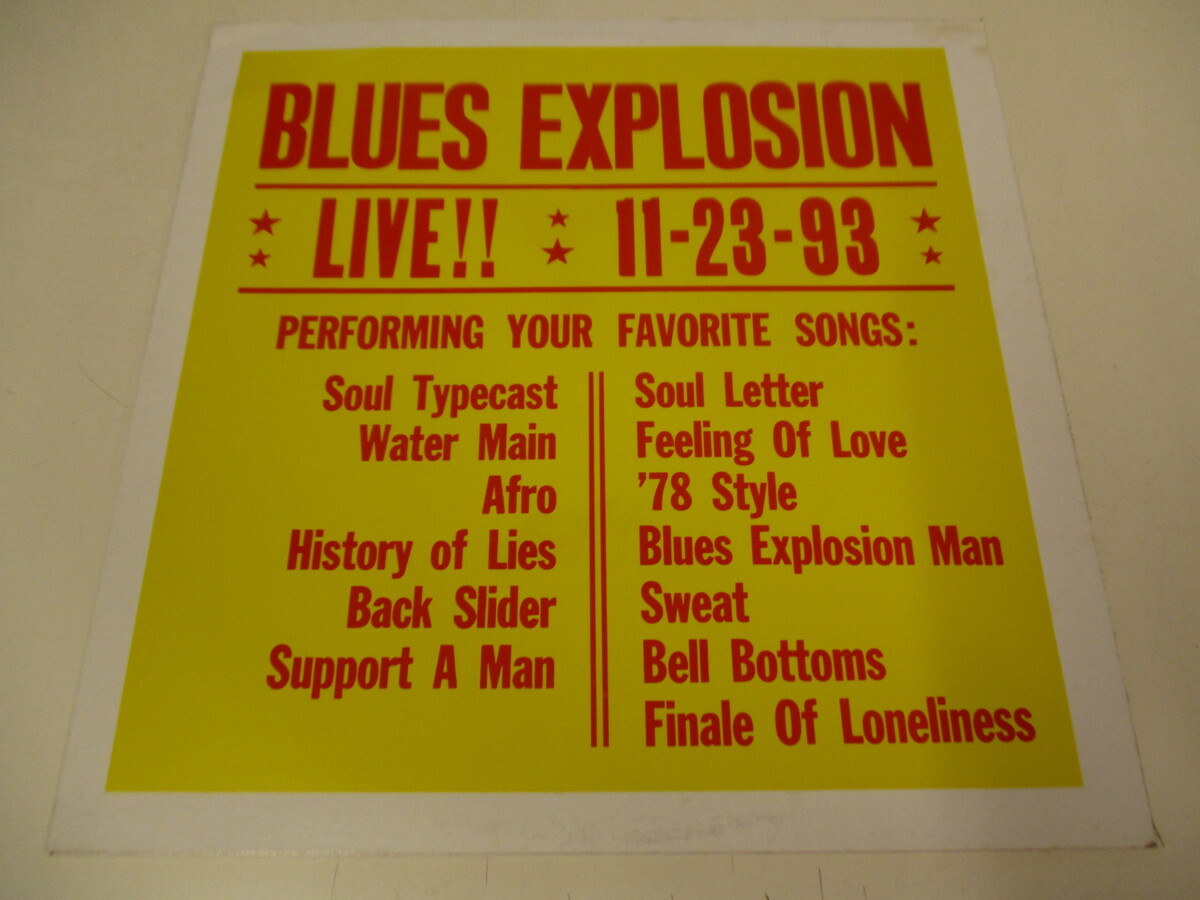 BLUES EXPLOSION
LIVE!! 11-23-93
PERFORMING YOUR FAVORITE SONGS:
Soul Typecast
Water Main
Afro
History of Lies
Back Slider
Support A Man
Soul Letter
Feeling Of Love
'78 Style
Blues Explosion Man
Sweat
Bell Bottoms
Finale Of Loneliness